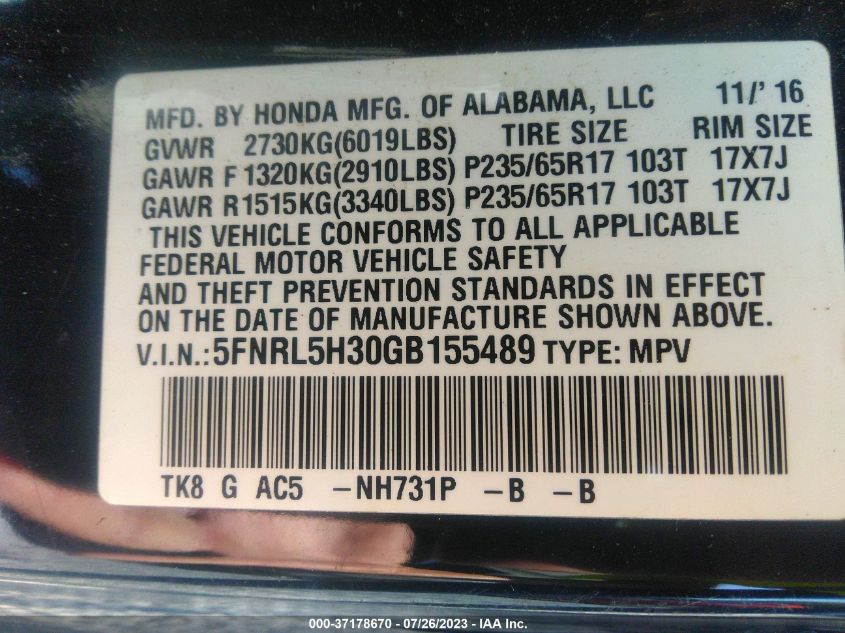 MFD. BY HONDA MFG. OF ALABAMA, LLC 11/' 16
GVWR 2730KG(6019LBS) TIRE SIZE RIM SIZE
GAWR F1320KG(2910LBS) P235/65R17 103T 17X7J
GAWR R1515KG(3340LBS) P235/65R17 103T 17X7J
THIS VEHICLE CONFORMS TO ALL APPLICABLE
FEDERAL MOTOR VEHICLE SAFETY
AND THEFT PREVENTION STANDARDS IN EFFECT
ON THE DATE OF MANUFACTURE SHOWN ABOVE.
V.I.N.:5FNRL5H30GB155489 TYPE: MPV
TK8 G AC5 -NH731P -B -B
000-37178670 - 07/26/2023 - © IAA Inc.